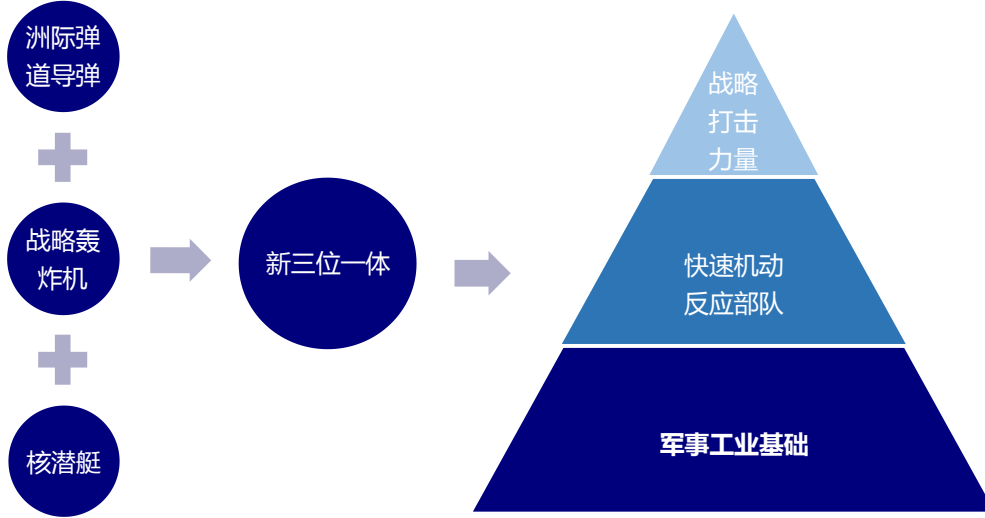 洲际弹
道导弹
战略轰
炸机
核潜艇
新三位一体
战略
打击
力量
快速机动
反应部队
军事工业基础